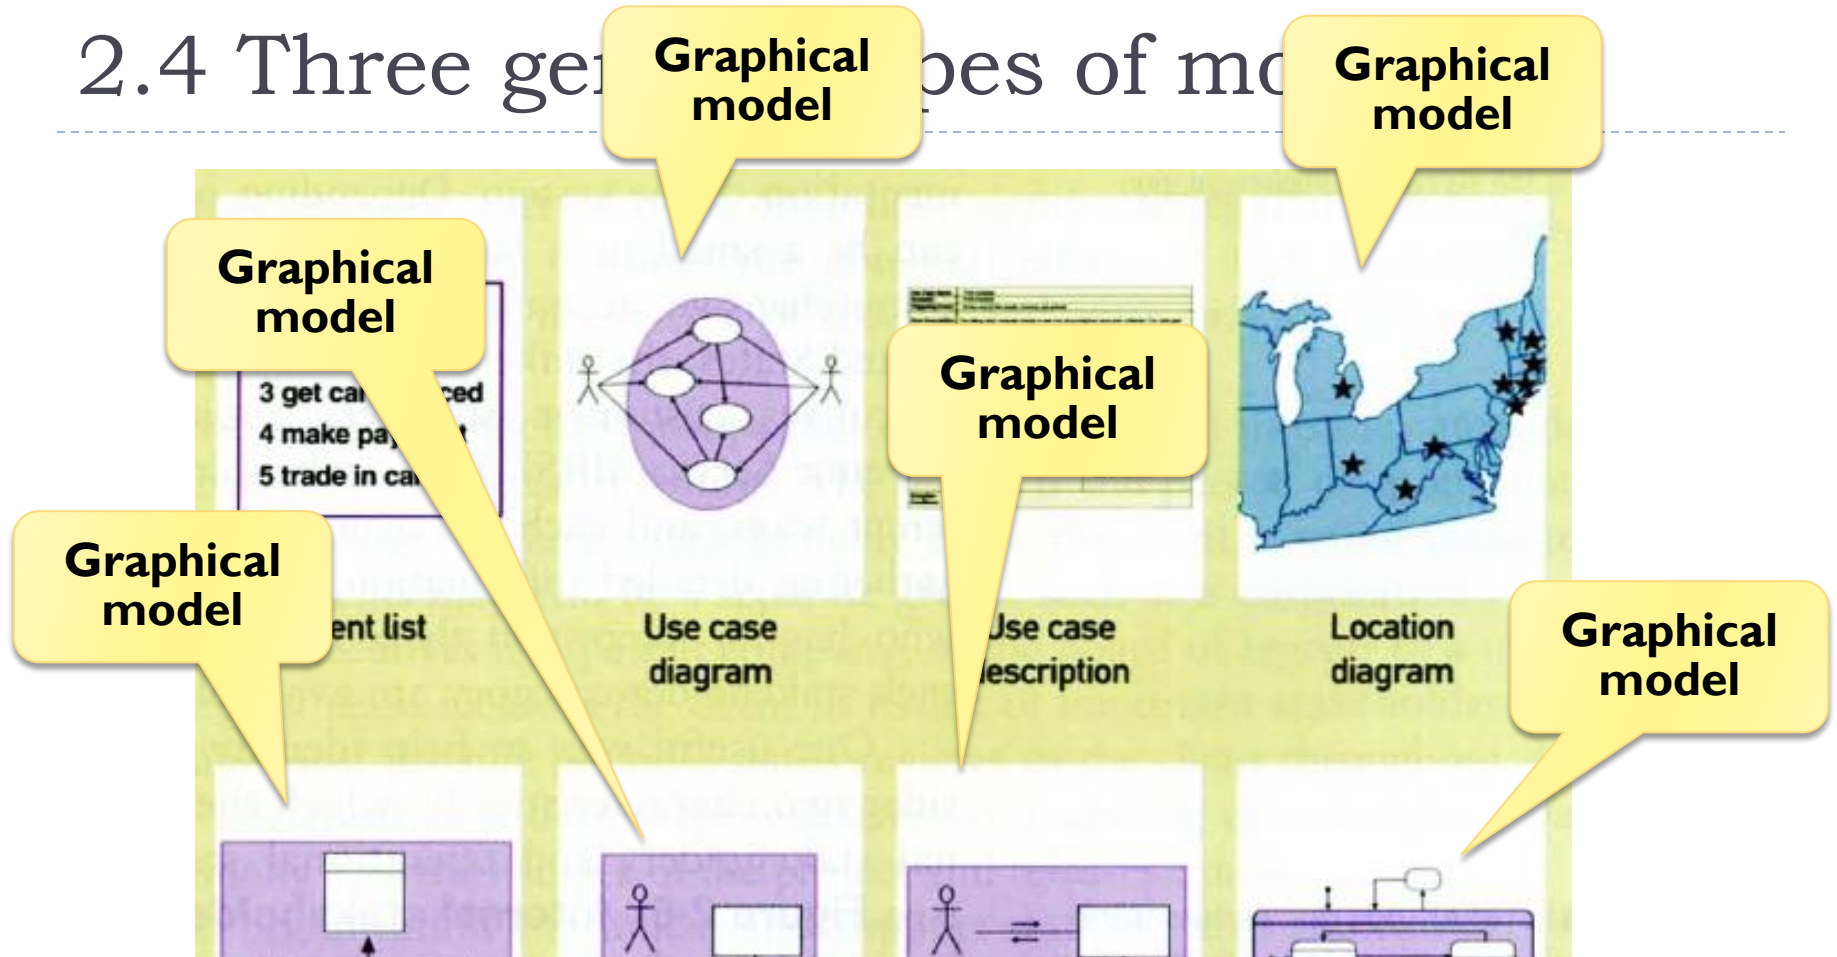 2.4 Three ge pes of mo
Graphical
model
Graphical
model
Graphical
model
3 get ca ced
4 make pay t
5 trade in ca
Graphical
model
Graphical
model
ent list
Use case
diagram
Use case
description
Location
diagram
Graphical
model